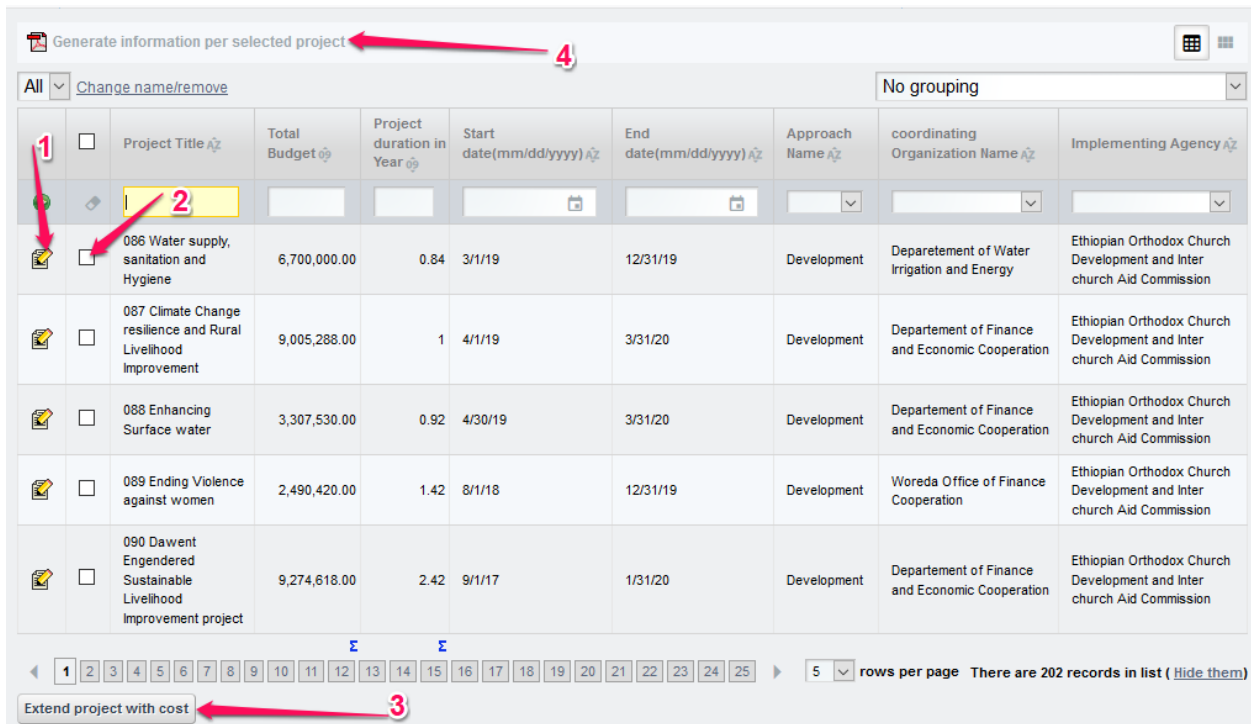 Generate information per selected project
4
All Change name/remove No grouping
1
Project Title
Total
Budget
Project
duration in
Year
Start
date(mm/dd/yyyy)
End
date(mm/dd/yyyy)
Approach
Name
coordinating
Organization Name
Implementing Agency
2
086 Water supply,
sanitation and
Hygiene
6,700,000.00
0.84
3/1/19
12/31/19
Development
Deparetement of Water
Irrigation and Energy
Ethiopian Orthodox Church
Development and Inter
church Aid Commission
087 Climate Change
resilience and Rural
Livelihood
Improvement
9,005,288.00
1
4/1/19
3/31/20
Development
Departement of Finance
and Economic Cooperation
Ethiopian Orthodox Church
Development and Inter
church Aid Commission
088 Enhancing
Surface water
3,307,530.00
0.92
4/30/19
3/31/20
Development
Departement of Finance
and Economic Cooperation
Ethiopian Orthodox Church
Development and Inter
church Aid Commission
089 Ending Violence
against women
2,490,420.00
1.42
8/1/18
12/31/19
Development
Woreda Office of Finance
Cooperation
Ethiopian Orthodox Church
Development and Inter
church Aid Commission
090 Dawent
Engendered
Sustainable
Livelihood
Improvement project
9,274,618.00
2.42
9/1/17
1/31/20
Development
Departement of Finance
and Economic Cooperation
Ethiopian Orthodox Church
Development and Inter
church Aid Commission
Σ Σ
1 2 3 4 5 6 7 8 9 10 11 12 13 14 15 16 17 18 19 20 21 22 23 24 25 5 rows per page There are 202 records in list ( Hide them)
Extend project with cost
3